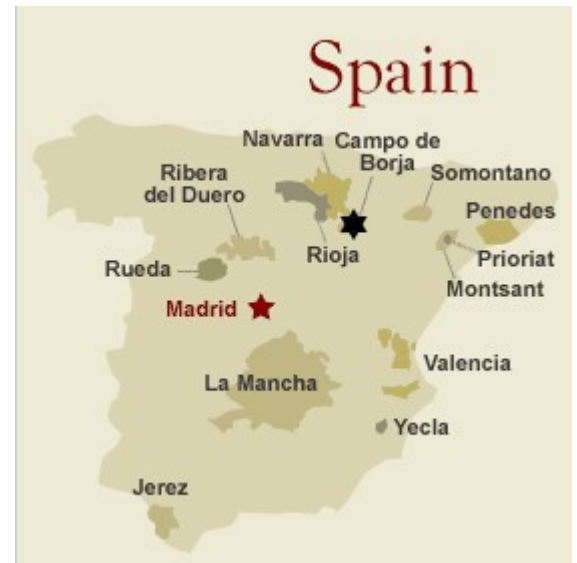 Spain
Navarra
Campo de
Borja
Ribera
del Duero
Somontano
Penedes
Rioja
Prioriat
Rueda
Montsant
Madrid
Valencia
La Mancha
Yecla
Jerez